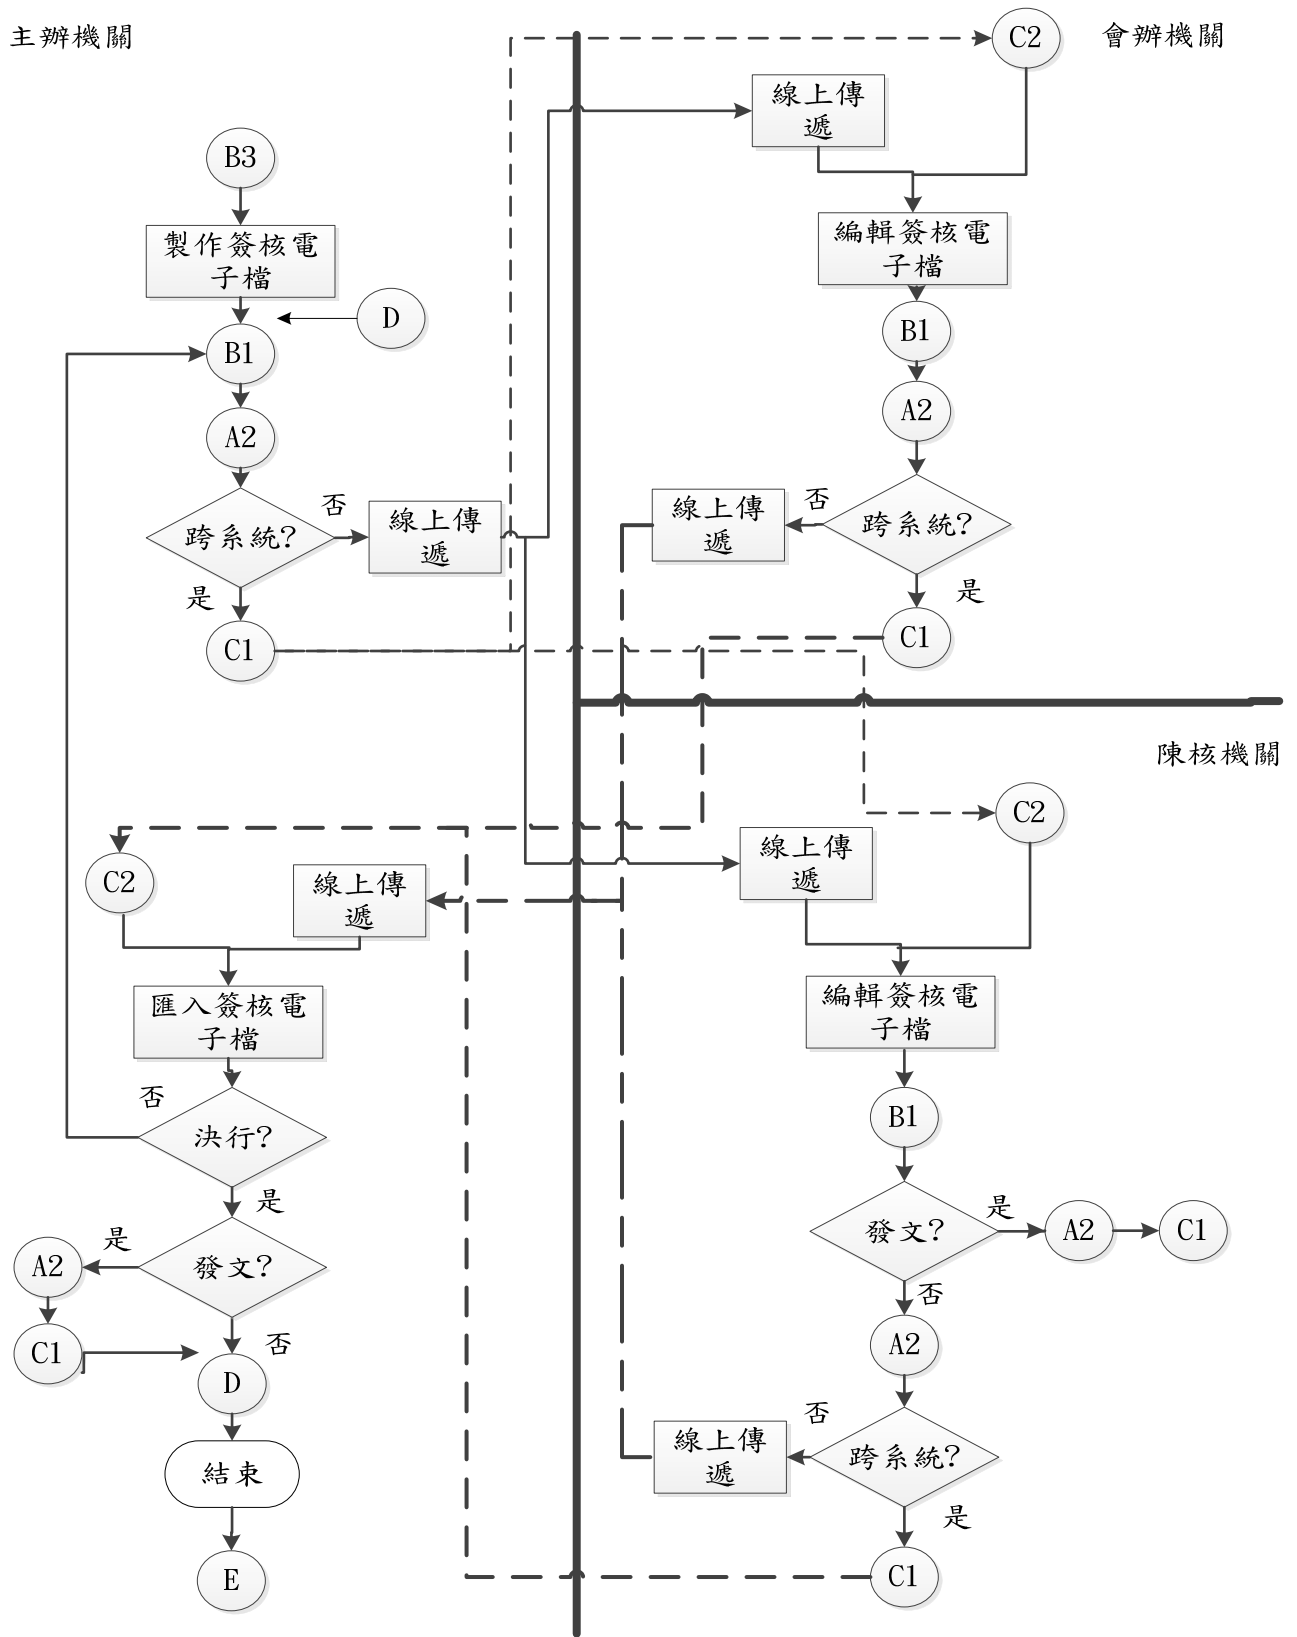 主辦機關
B3
製作簽核電
子檔
D
B1
A2
跨系統?
否
線上傳
遞
是
C1
C2
線上傳
遞
匯入簽核電
子檔
否
決行?
是
是
發文?
A2
C1
否
D
結束
E
會辦機關
C2
線上傳
遞
編輯簽核電
子檔
B1
A2
跨系統?
否
線上傳
遞
是
C1
陳核機關
C2
線上傳
遞
編輯簽核電
子檔
B1
發文?
是
A2
C1
否
A2
跨系統?
否
線上傳
遞
是
C1